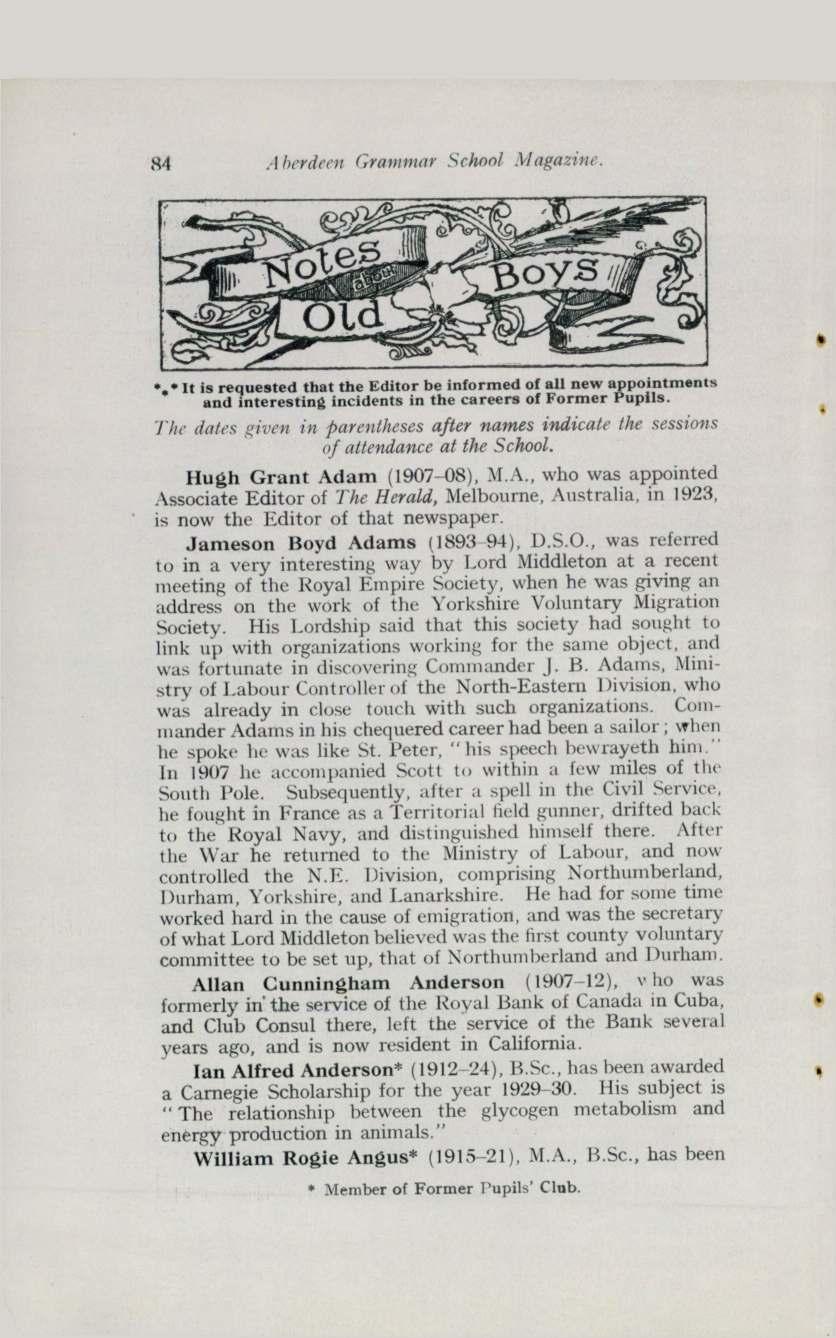 84 Aberdeen Grammar School Magazine.
Notes
about
Old
Boys
*** It is requested that the Editor be informed of all new appointments
and interesting incidents in the careers of Former Pupils.
The dates given in parentheses after names indicate the sessions
of attendance at the School.
Hugh Grant Adam (1907–08), M.A., who was appointed
Associate Editor of The Herald, Melbourne, Australia, in 1923,
is now the Editor of that newspaper.
Jameson Boyd Adams (1893–94), D.S.O., was referred
to in a very interesting way by Lord Middleton at a recent
meeting of the Royal Empire Society, when he was giving an
address on the work of the Yorkshire Voluntary Migration
Society. His Lordship said that this society had sought to
link up with organizations working for the same object, and
was fortunate in discovering Commander J. B. Adams, Mini-
stry of Labour Controller of the North-Eastern Division, who
was already in close touch with such organizations. Com-
mander Adams in his chequered career had been a sailor; when
he spoke he was like St. Peter, "his speech bewrayeth him."
In 1907 he accompanied Scott to within a few miles of the
South Pole. Subsequently, after a spell in the Civil Service,
he fought in France as a Territorial field gunner, drifted back
to the Royal Navy, and distinguished himself there. After
the War he returned to the Ministry of Labour, and now
controlled the N.E. Division, comprising Northumberland,
Durham, Yorkshire, and Lanarkshire. He had for some time
worked hard in the cause of emigration, and was the secretary
of what Lord Middleton believed was the first county voluntary
committee to be set up, that of Northumberland and Durham.
Allan Cunningham Anderson (1907–12), who was
formerly in the service of the Royal Bank of Canada in Cuba,
and Club Consul there, left the service of the Bank several
years ago, and is now resident in California.
Ian Alfred Anderson* (1912–24), B.Sc., has been awarded
a Carnegie Scholarship for the year 1929–30. His subject is
"The relationship between the glycogen metabolism and
energy production in animals."
William Rogie Angus* (1915–21), M.A., B.Sc., has been
* Member of Former Pupils' Club.